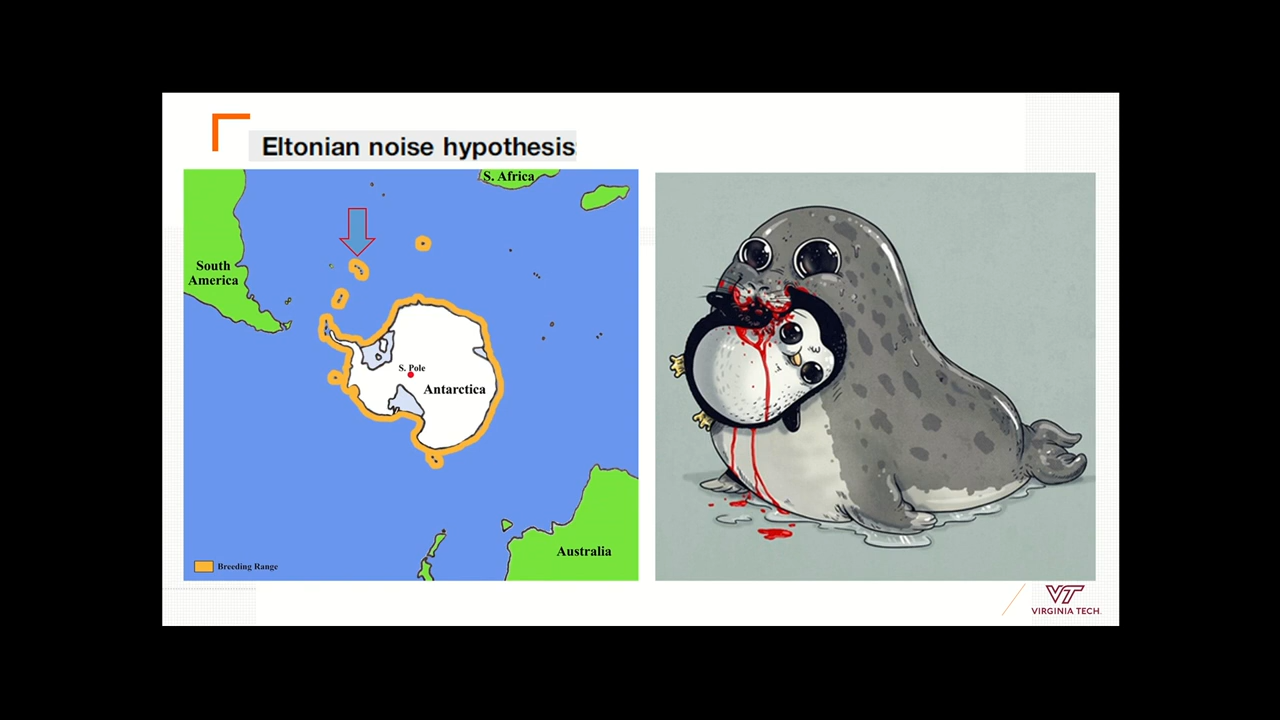 Eltonian noise hypothesis
S. Africa
South
America
S. Pole
Antarctica
Australia
Breeding Range
VT
VIRGINIA TECH.